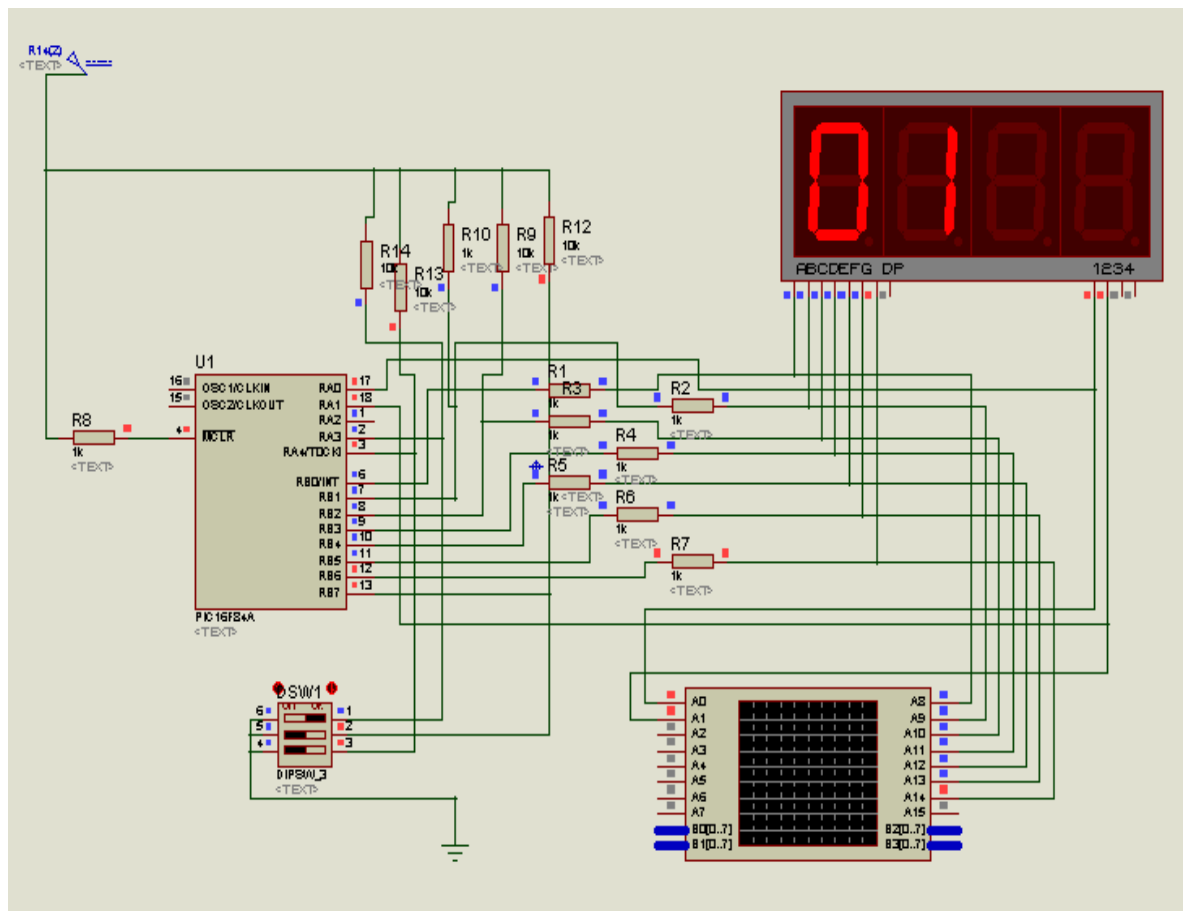 R14(2)
<TEXT>
01
ABCDEFG DP
1234
R14
10k
<TEXT>
R13
10k
<TEXT>
R10
1k
<TEXT>
R9
10k
<TEXT>
R12
10k
<TEXT>
U1
16 OSC1/CLKIN RA0 17
15 OSC2/CLKOUT RA1 18
RA2 1
4 MCLR RA3 2
RA4/T0CKI 3
RB0/INT 6
RB1 7
RB2 8
RB3 9
RB4 10
RB5 11
RB6 12
RB7 13
PIC16F84A
<TEXT>
R8
1k
<TEXT>
R1
R3
1k
1k
<TEXT>
R2
1k
<TEXT>
R4
1k
<TEXT>
R5
1k <TEXT>
<TEXT>
R6
1k
<TEXT>
R7
1k
<TEXT>
DSW1
OFF ON
6 1
5 2
4 3
DIPSW_3
<TEXT>
A0 A8
A1 A9
A2 A10
A3 A11
A4 A12
A5 A13
A6 A14
A7 A15
B0[0..7] B2[0..7]
B1[0..7] B3[0..7]